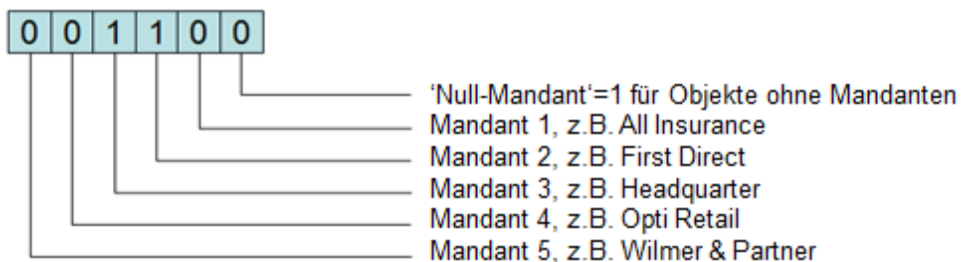 0 0 1 1 0 0
'Null-Mandant'=1 für Objekte ohne Mandanten
Mandant 1, z.B. All Insurance
Mandant 2, z.B. First Direct
Mandant 3, z.B. Headquarter
Mandant 4, z.B. Opti Retail
Mandant 5, z.B. Wilmer & Partner